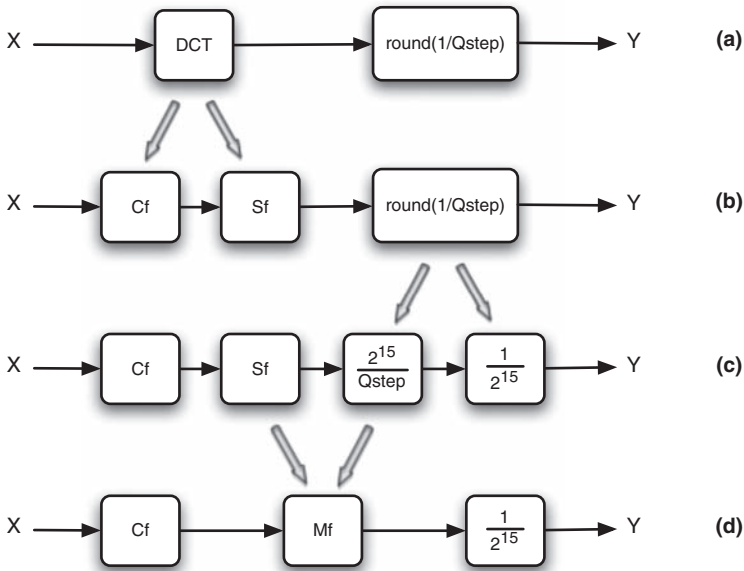 X DCT round(1/Qstep) Y (a)
X Cf Sf round(1/Qstep) Y (b)
X Cf Sf 2^15/Qstep 1/2^15 Y (c)
X Cf Mf 1/2^15 Y (d)